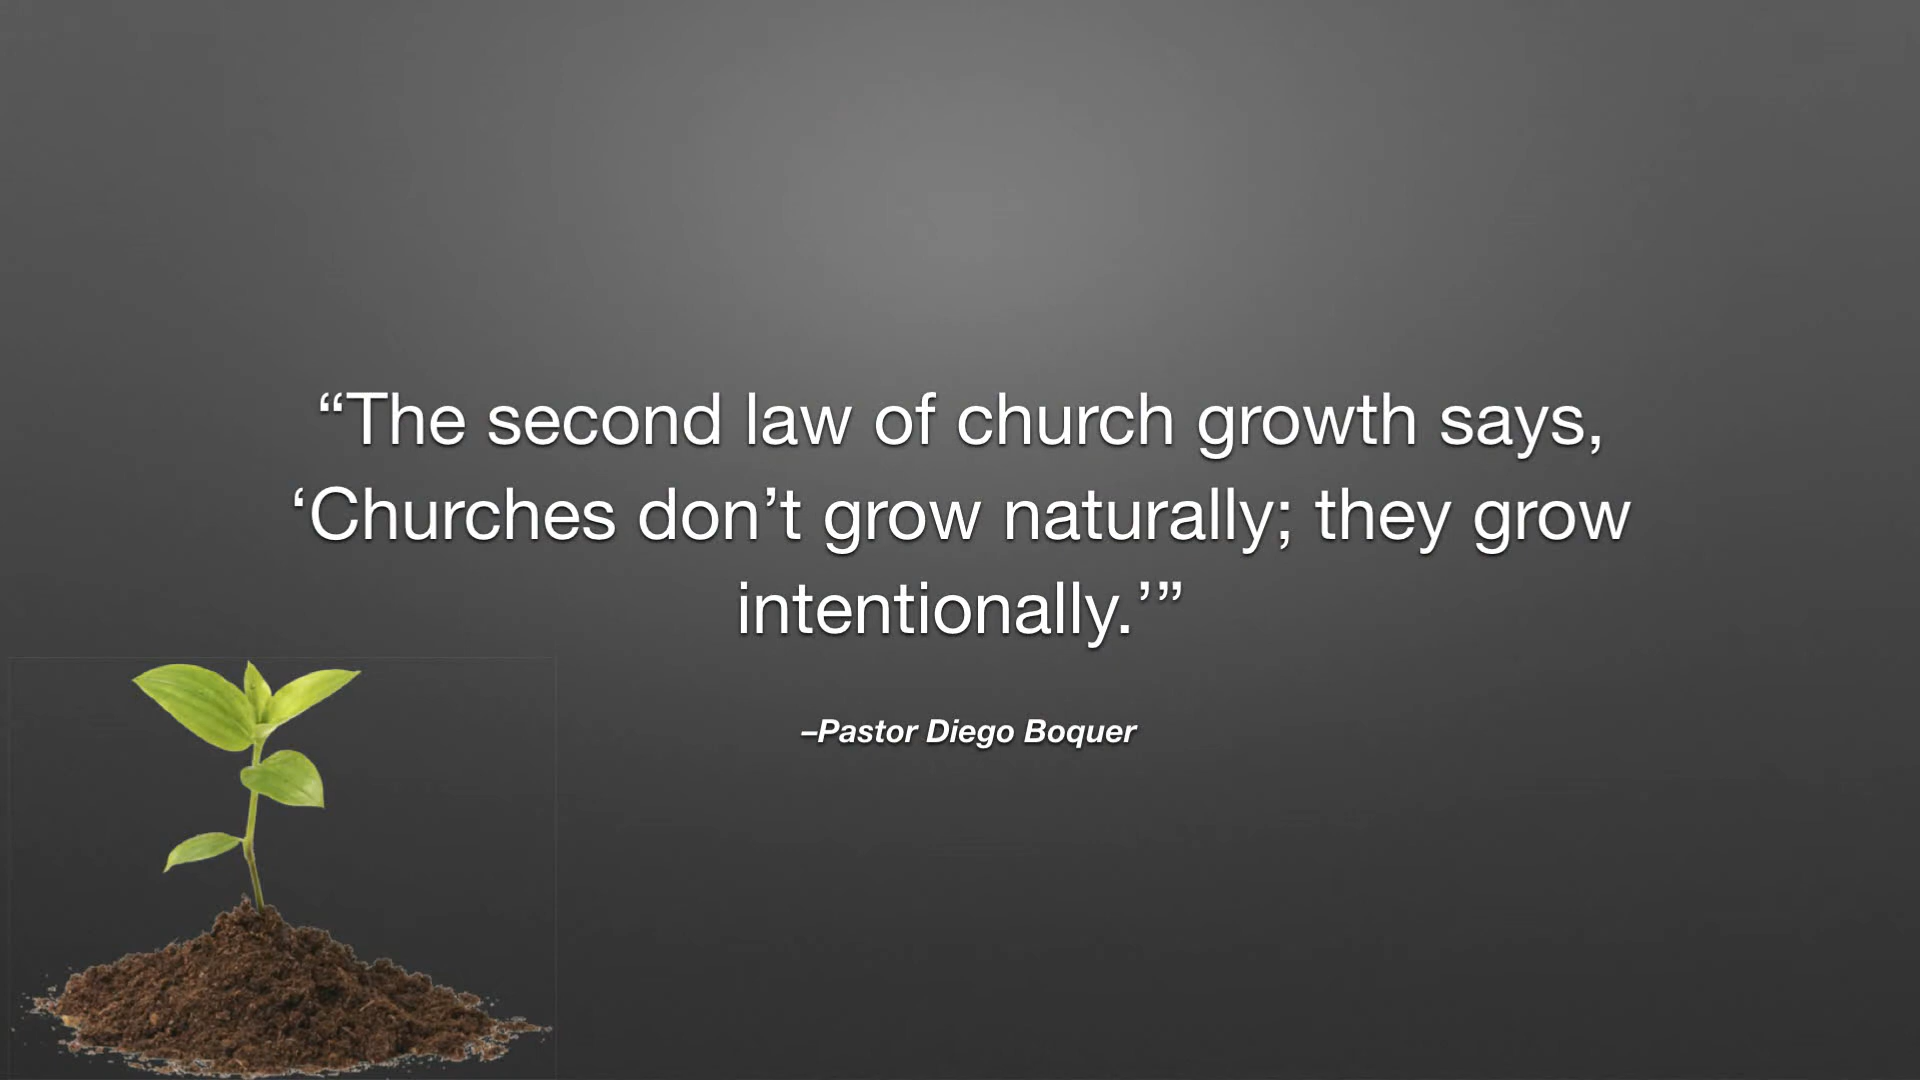 “The second law of church growth says,
‘Churches don’t grow naturally; they grow
intentionally.’”
–Pastor Diego Boquer